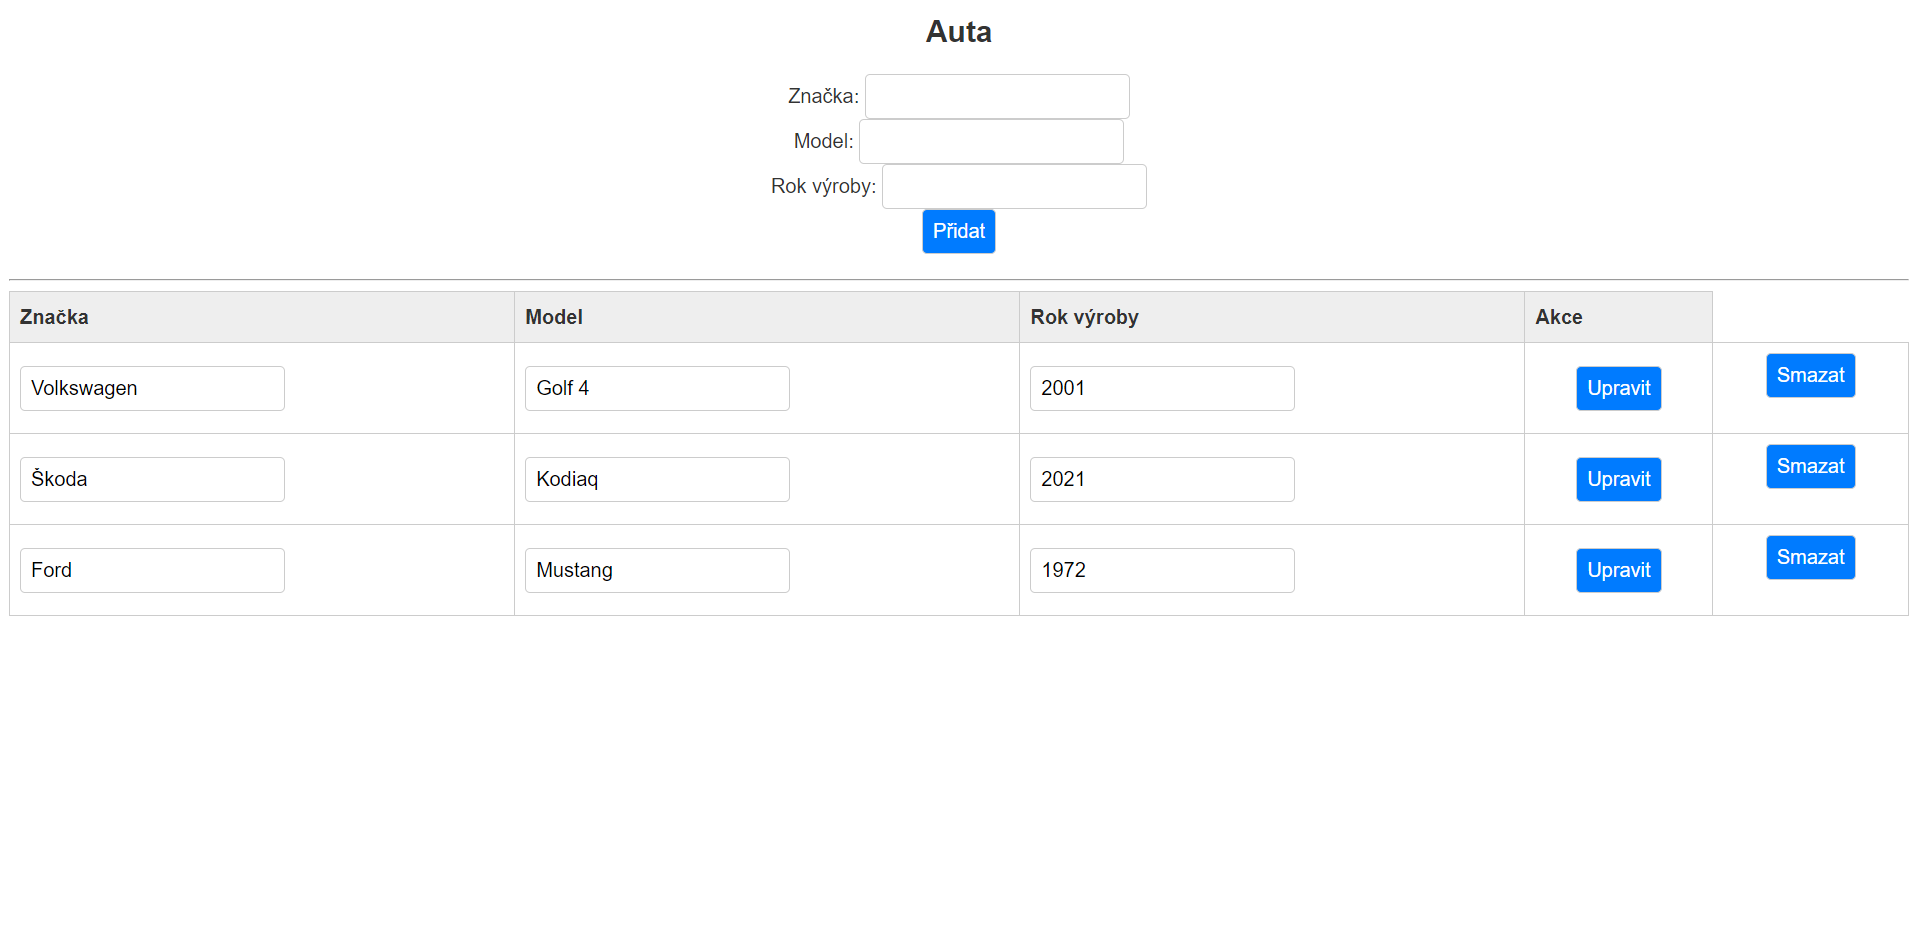 Auta
Značka:
Model:
Rok výroby:
Přidat
Značka Model Rok výroby Akce
Volkswagen Golf 4 2001 Upravit Smazat
Škoda Kodiaq 2021 Upravit Smazat
Ford Mustang 1972 Upravit Smazat